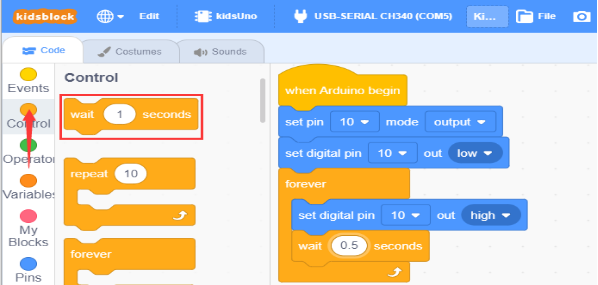 kidsblock Edit kidsUno USB-SERIAL CH340 (COM5) Ki... File
Code Costumes Sounds
Events
Control
Operator
Variables
My
Blocks
Pins
Control
wait 1 seconds
repeat 10
forever
when Arduino begin
set pin 10 mode output
set digital pin 10 out low
forever
set digital pin 10 out high
wait 0.5 seconds